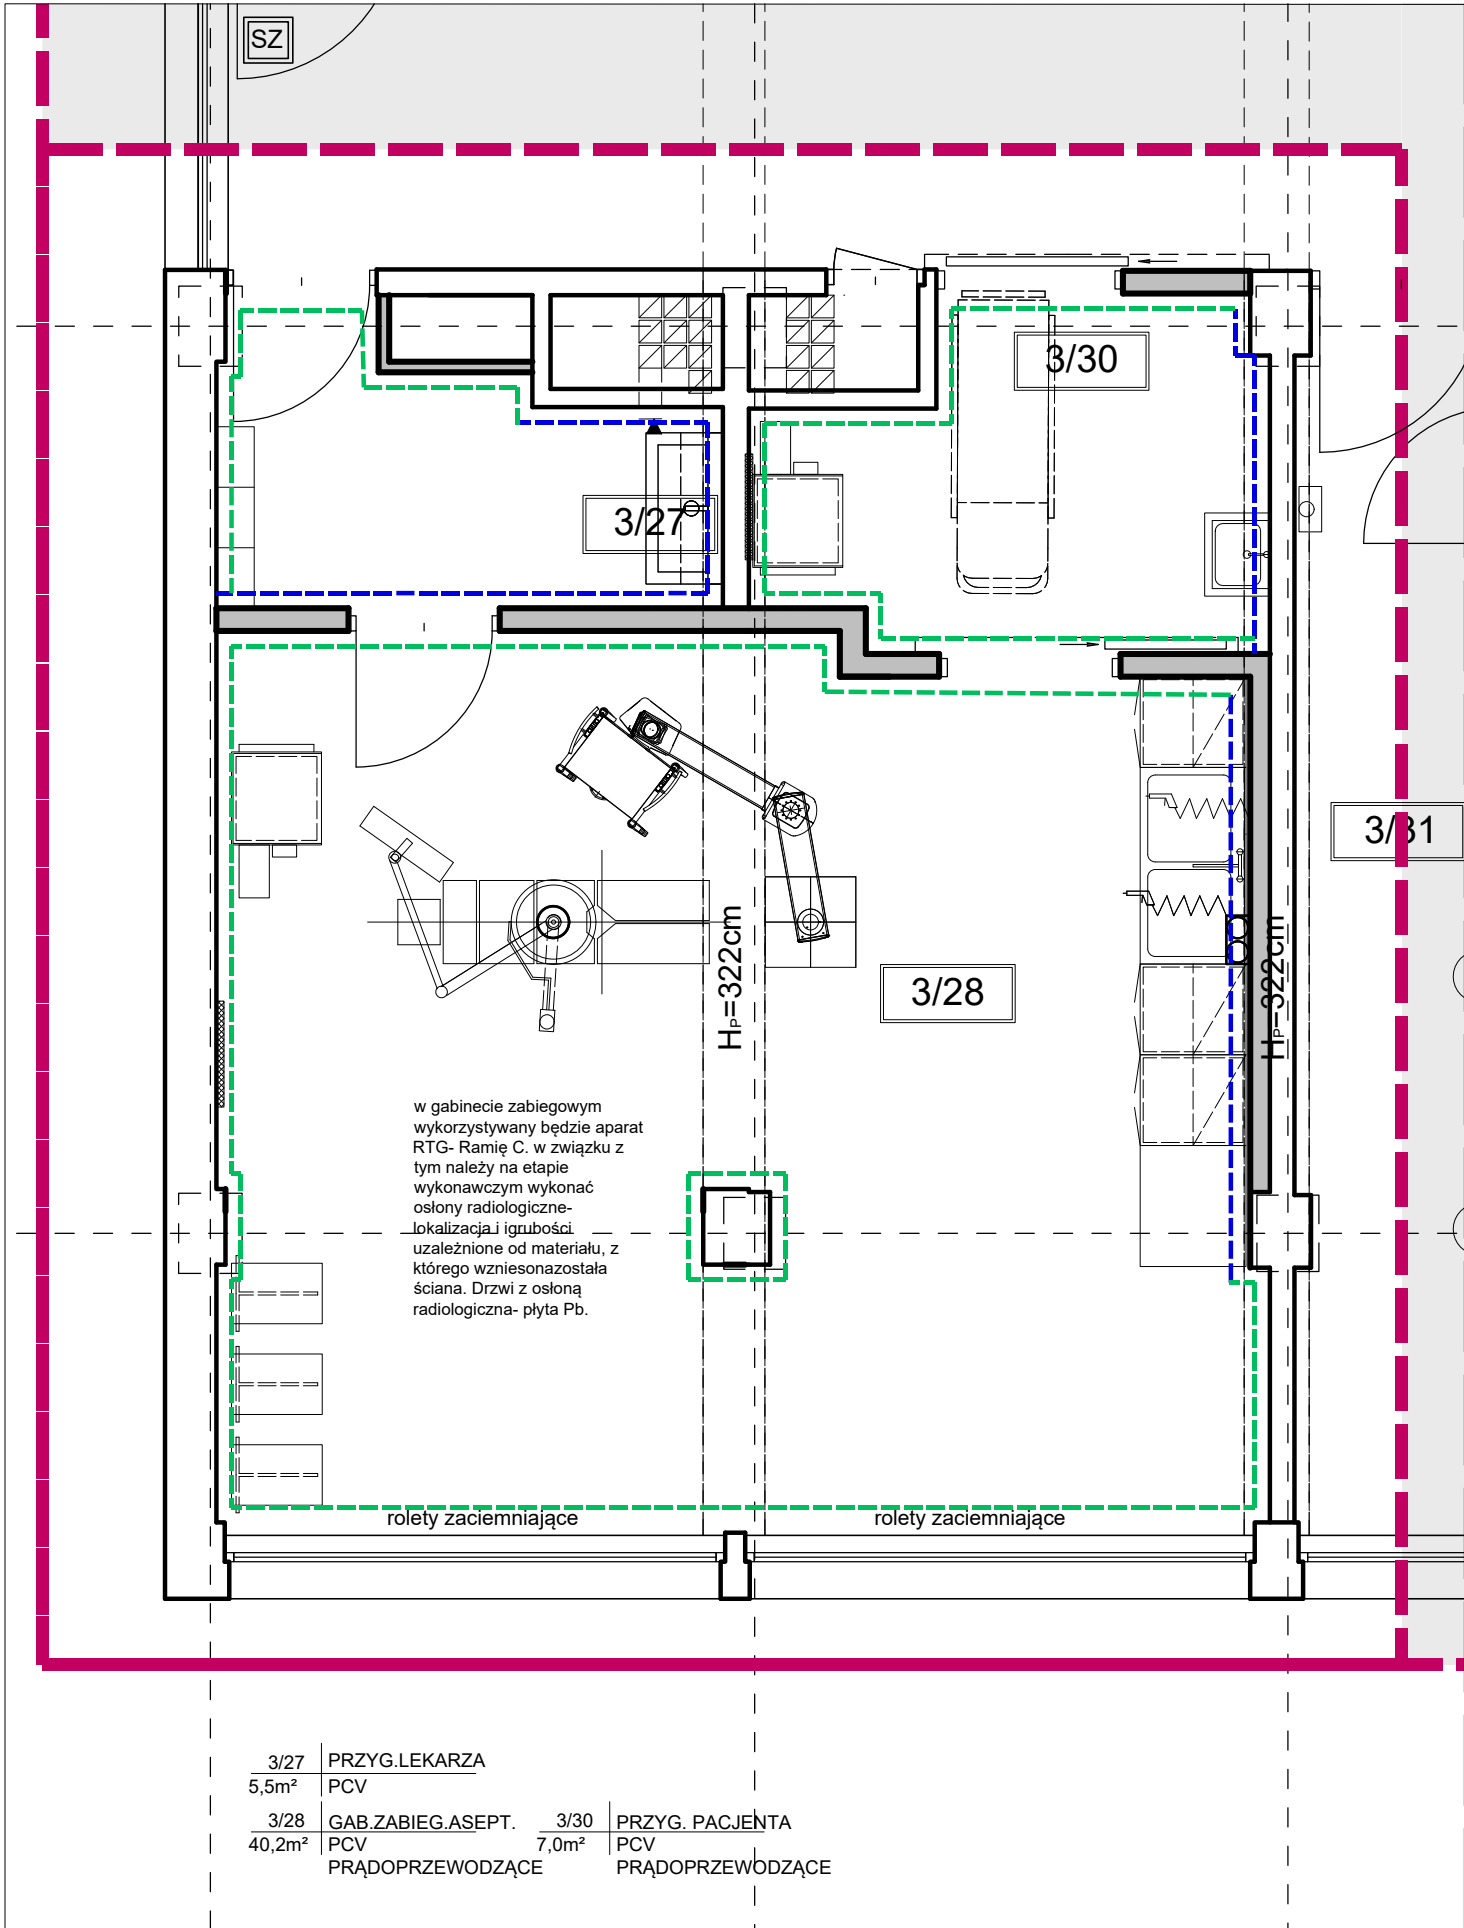 SZ
3/30
3/27
3/31
3/28
HP=322cm
HP=322cm
w gabinecie zabiegowym
wykorzystywany będzie aparat
RTG- Ramię C. w związku z
tym należy na etapie
wykonawczym wykonać
osłony radiologiczne-
lokalizacja i igrubości
uzależnione od materiału, z
którego wzniesonazostała
ściana. Drzwi z osłoną
radiologiczna- płyta Pb.
rolety zaciemniające
rolety zaciemniające
3/27 PRZYG.LEKARZA
5,5m² PCV
3/28 GAB.ZABIEG.ASEPT.
40,2m² PCV
PRĄDOPRZEWODZĄCE
3/30 PRZYG. PACJENTA
7,0m² PCV
PRĄDOPRZEWODZĄCE